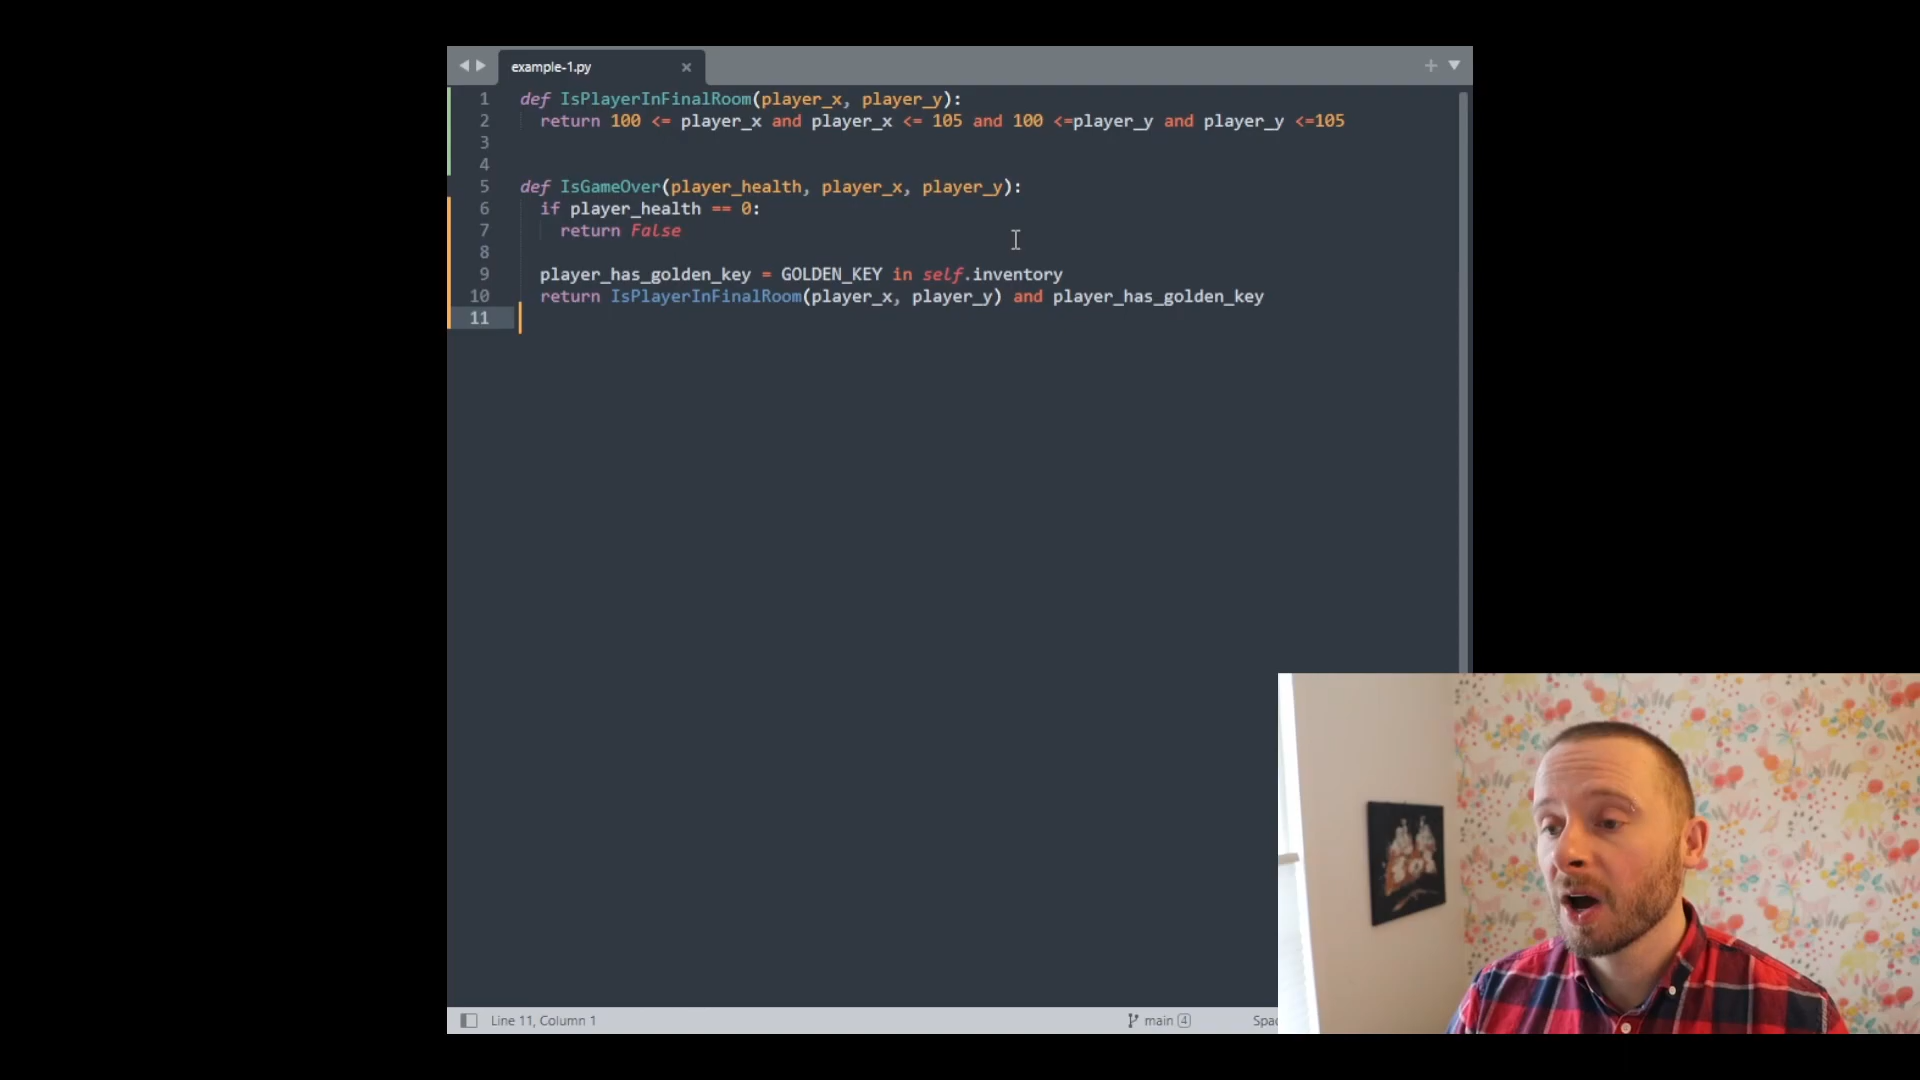 example-1.py
1 def IsPlayerInFinalRoom(player_x, player_y):
2 return 100 <= player_x and player_x <= 105 and 100 <=player_y and player_y <=105
3
4
5 def IsGameOver(player_health, player_x, player_y):
6 if player_health == 0:
7 return False
8
9 player_has_golden_key = GOLDEN_KEY in self.inventory
10 return IsPlayerInFinalRoom(player_x, player_y) and player_has_golden_key
11
Line 11, Column 1 main 4